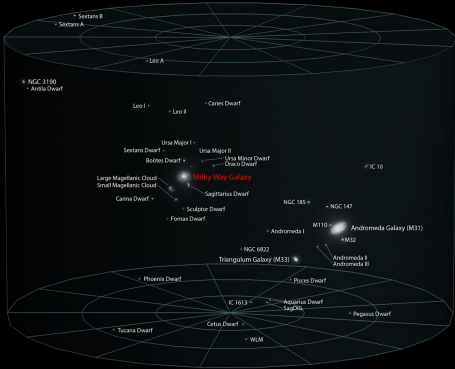 Sextans B
Sextans A
Leo A
NGC 3190
Antila Dwarf
Leo I
Leo II
Canes Dwarf
Ursa Major I
Ursa Major II
Sextans Dwarf
Boötes Dwarf
Ursa Minor Dwarf
Draco Dwarf
IC 10
Milky Way Galaxy
Large Magellanic Cloud
Small Magellanic Cloud
Sagittarius Dwarf
Carina Dwarf
Sculptor Dwarf
Fornax Dwarf
NGC 185
NGC 147
M110
Andromeda Galaxy (M31)
Andromeda I
M32
NGC 6822
Triangulum Galaxy (M33)
Andromeda II
Andromeda III
Phoenix Dwarf
Pisces Dwarf
IC 1613
Aquarius Dwarf
SagDIG
Pegasus Dwarf
Cetus Dwarf
Tucana Dwarf
WLM